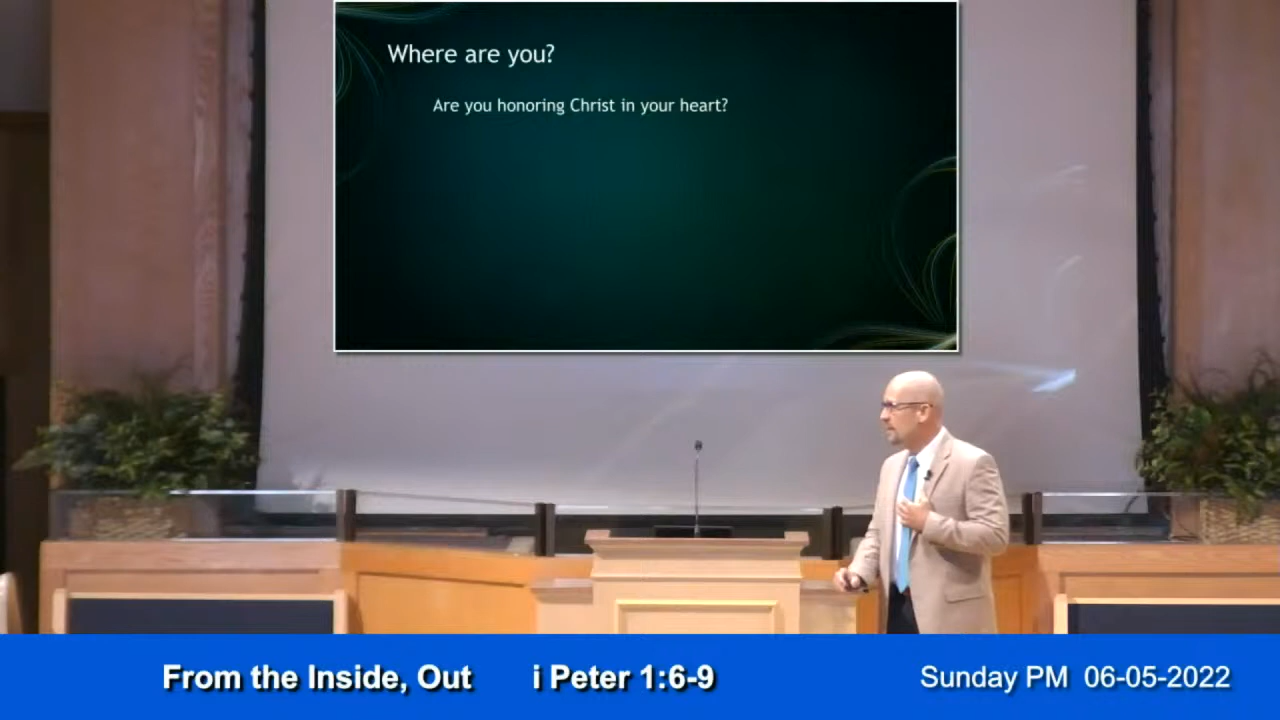 Where are you?
Are you honoring Christ in your heart?
From the Inside, Out i Peter 1:6-9 Sunday PM 06-05-2022